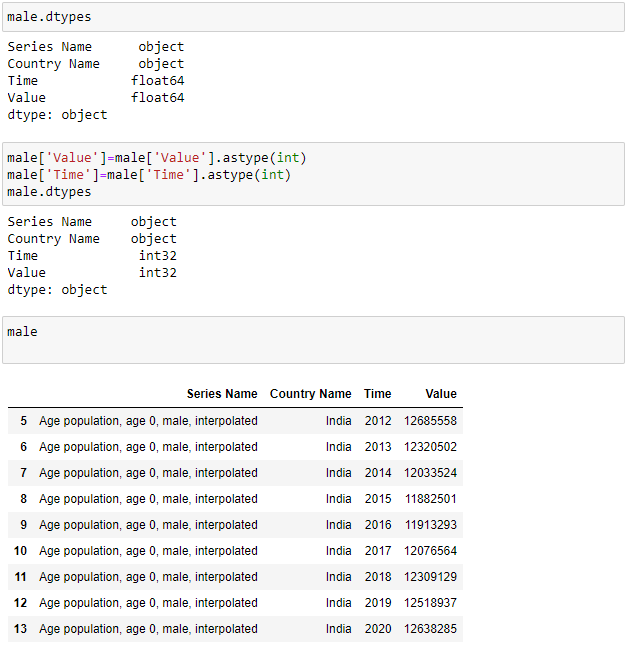 male.dtypes
Series Name      object
Country Name     object
Time            float64
Value           float64
dtype: object
male['Value']=male['Value'].astype(int)
male['Time']=male['Time'].astype(int)
male.dtypes
Series Name     object
Country Name    object
Time             int32
Value            int32
dtype: object
male
Series Name Country Name Time Value
5 Age population, age 0, male, interpolated India 2012 12685558
6 Age population, age 0, male, interpolated India 2013 12320502
7 Age population, age 0, male, interpolated India 2014 12033524
8 Age population, age 0, male, interpolated India 2015 11882501
9 Age population, age 0, male, interpolated India 2016 11913293
10 Age population, age 0, male, interpolated India 2017 12076564
11 Age population, age 0, male, interpolated India 2018 12309129
12 Age population, age 0, male, interpolated India 2019 12518937
13 Age population, age 0, male, interpolated India 2020 12638285